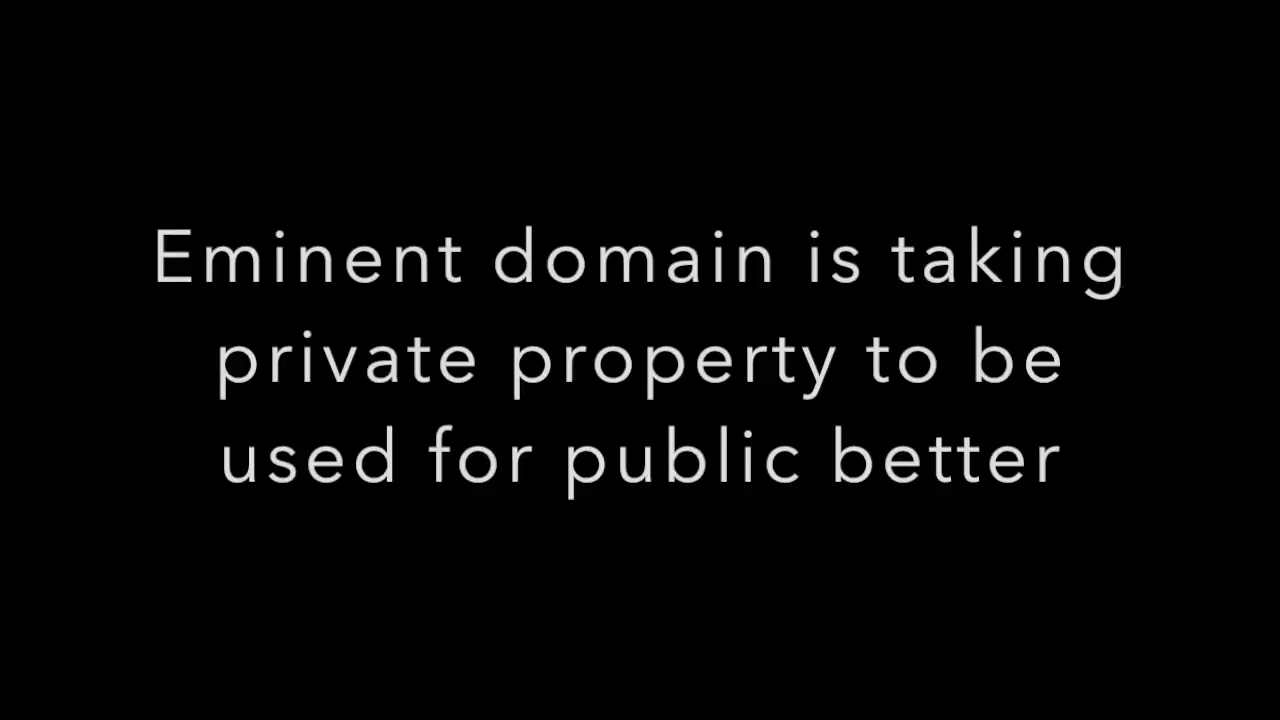 Eminent domain is taking
private property to be
used for public better